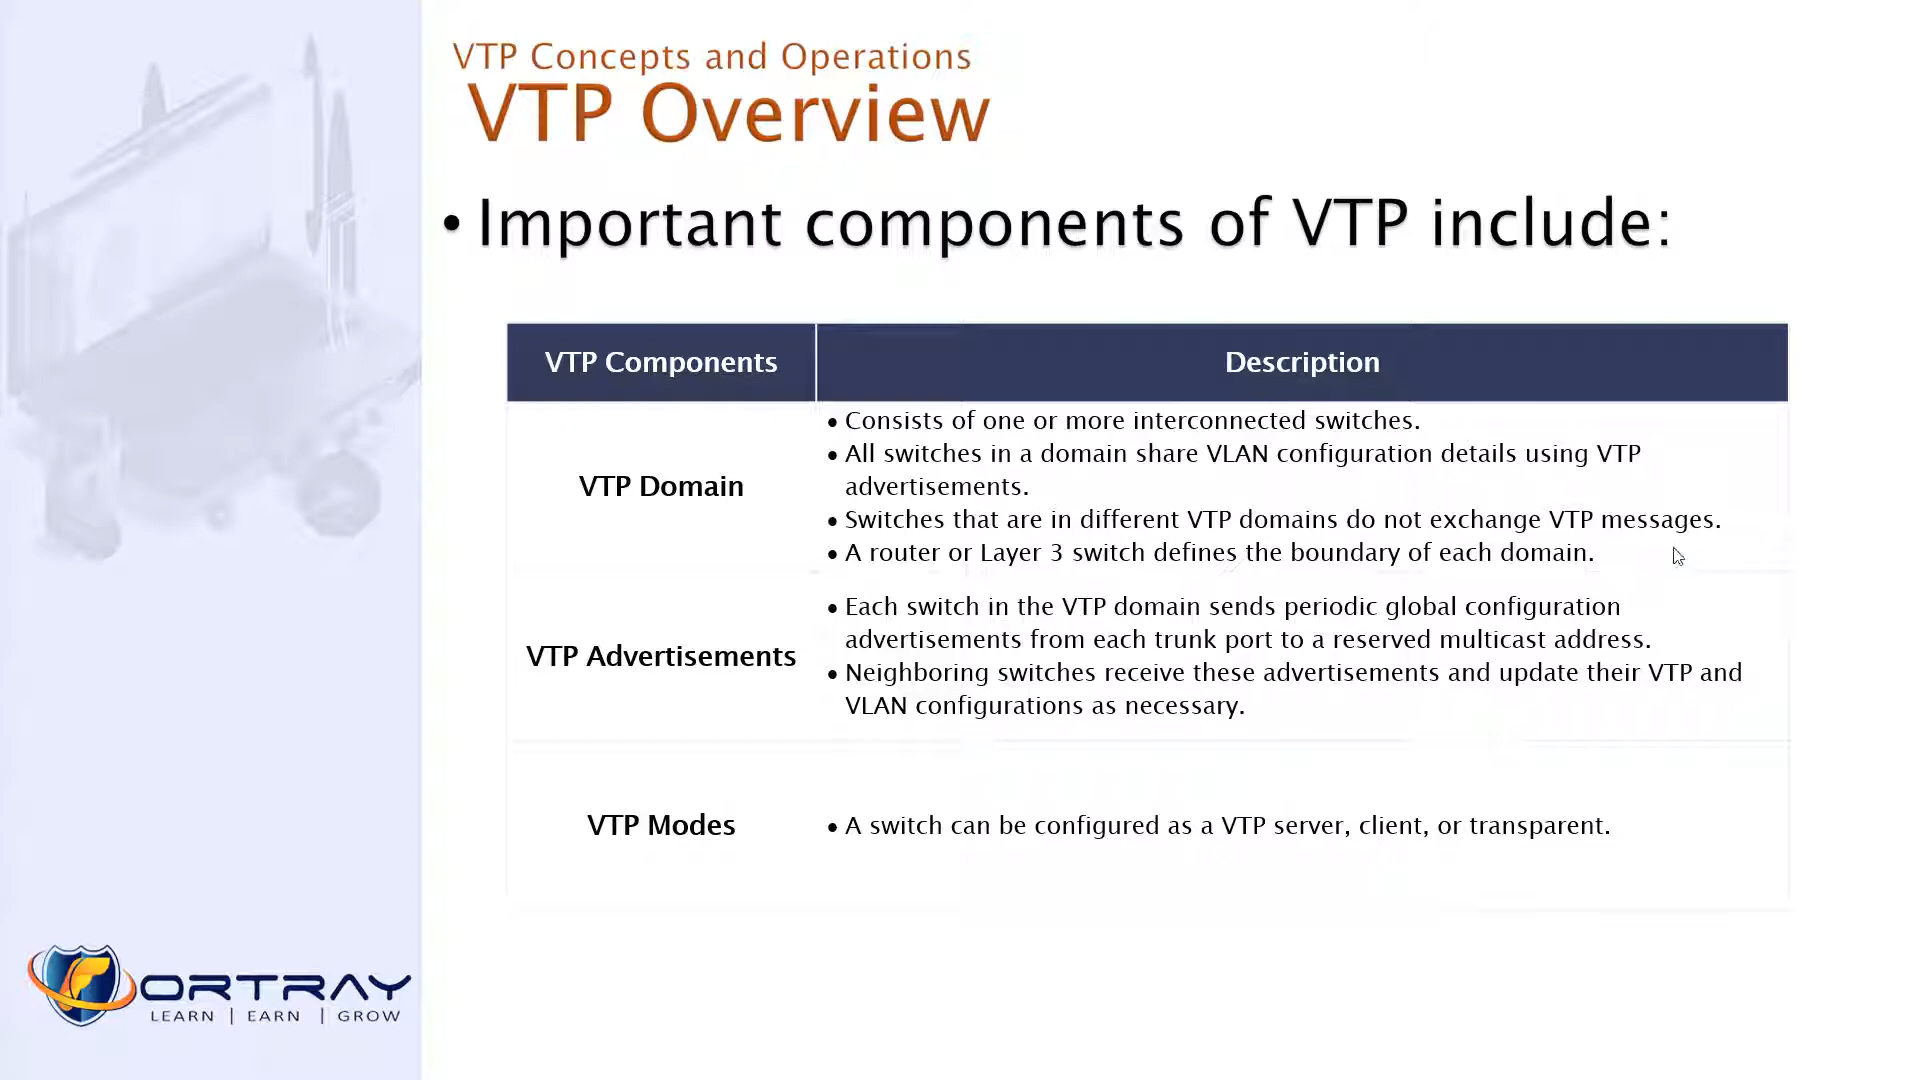 VTP Concepts and Operations
VTP Overview
• Important components of VTP include:
VTP Components
Description
VTP Domain
• Consists of one or more interconnected switches.
• All switches in a domain share VLAN configuration details using VTP
advertisements.
• Switches that are in different VTP domains do not exchange VTP messages.
• A router or Layer 3 switch defines the boundary of each domain.
VTP Advertisements
• Each switch in the VTP domain sends periodic global configuration
advertisements from each trunk port to a reserved multicast address.
• Neighboring switches receive these advertisements and update their VTP and
VLAN configurations as necessary.
VTP Modes
• A switch can be configured as a VTP server, client, or transparent.
FORTRAY
LEARN | EARN | GROW